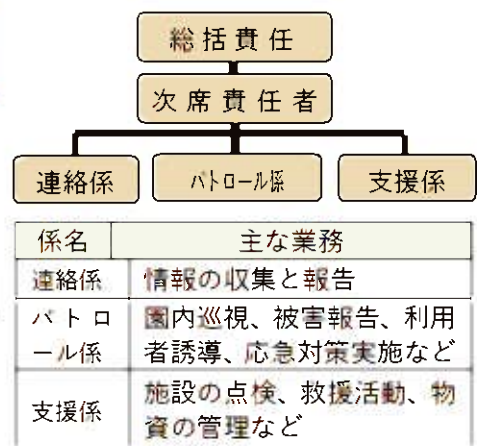 総括責任
次席責任者
連絡係 パトロール係 支援係
係名 主な業務
連絡係 情報の収集と報告
パトロ 園内巡視、被害報告、利用
ール係 者誘導、応急対策実施など
支援係 施設の点検、救援活動、物
資の管理など